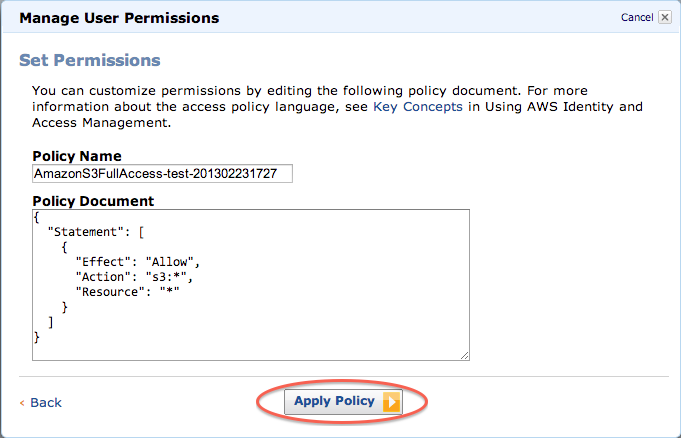 Manage User Permissions
Cancel
Set Permissions
You can customize permissions by editing the following policy document. For more
information about the access policy language, see Key Concepts in Using AWS Identity and
Access Management.
Policy Name
AmazonS3FullAccess-test-201302231727
Policy Document
{
  "Statement": [
    {
      "Effect": "Allow",
      "Action": "s3:*",
      "Resource": "*"
    }
  ]
}
‹ Back
Apply Policy